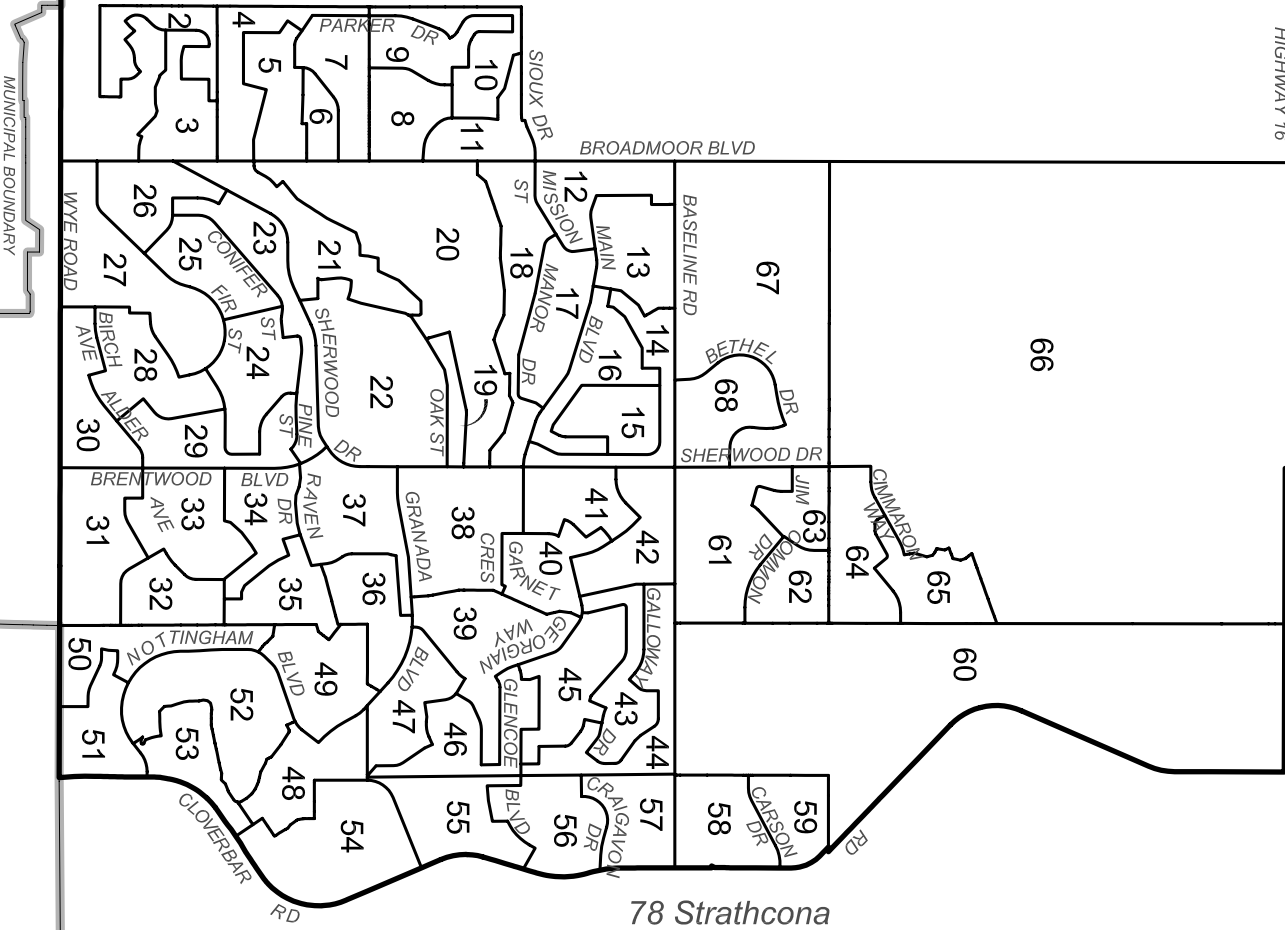 2
4
PARKER DR
9
7
5
10
6
8
3
11
SIOUX DR
HIGHWAY 16
MUNICIPAL BOUNDARY
BROADMOOR BLVD
WYE ROAD
26
27
25
CONIFER
FIR
ST
ST
23
21
20
18
ST
MISSION
12
MAIN
BLVD
13
17
MANOR
DR
14
16
15
BASELINE RD
67
66
BETHEL
DR
68
SHERWOOD
DR
22
OAK ST
19
24
28
BIRCH
AVE
ALDER
AVE
30
29
PINE
ST
SHERWOOD DR
BRENTWOOD BLVD
31
33
34
RAVEN
DR
37
GRANADA
BLVD
38
GARNET
CRES
40
41
42
61
JIM
COMMON
DR
63
62
64
CIMMARON
WAY
65
32
35
36
39
GEORGIAN
WAY
GALLOWAY
DR
50
NOTTINGHAM
BLVD
49
52
51
53
48
47
46
GLENCOE
BLVD
45
43
44
60
CLOVERBAR
RD
54
55
56
CRAIGAVON
DR
57
58
CARSON
DR
59
RD
78 Strathcona